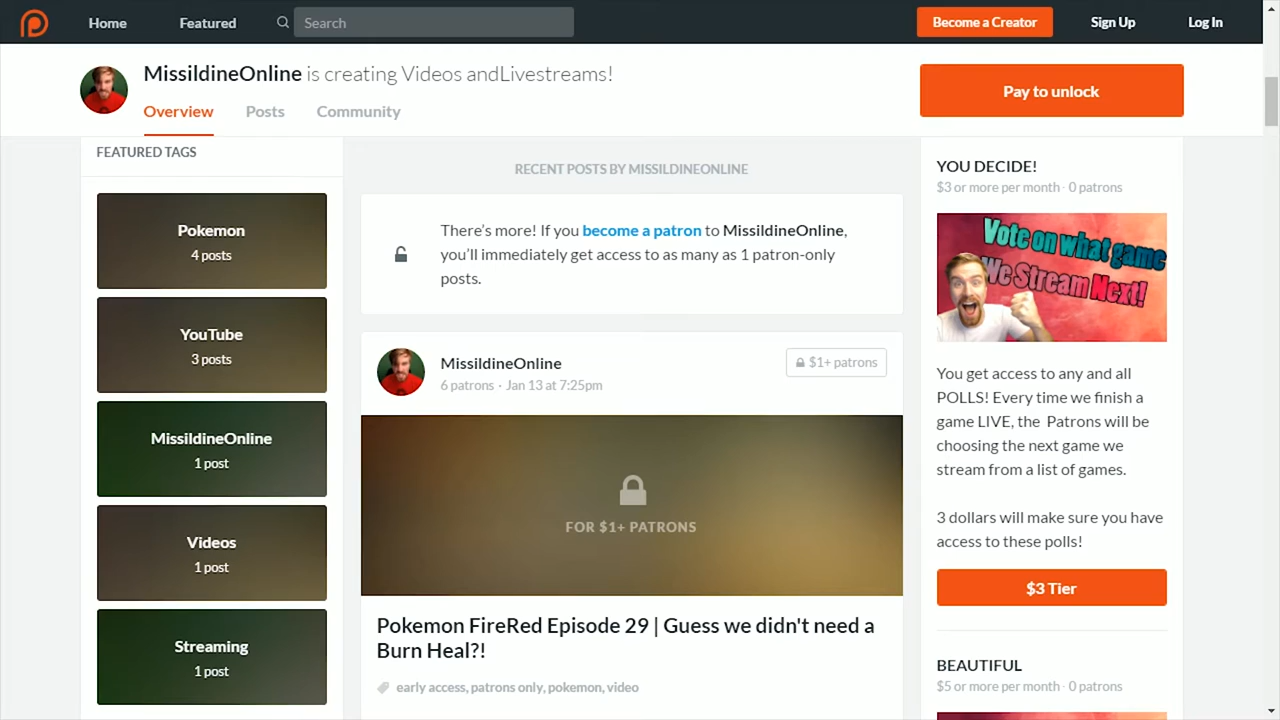 Home
Featured
Search
Become a Creator
Sign Up
Log In
MissildineOnline is creating Videos andLivestreams!
Overview
Posts
Community
Pay to unlock
FEATURED TAGS
Pokemon
4 posts
YouTube
3 posts
MissildineOnline
1 post
Videos
1 post
Streaming
1 post
RECENT POSTS BY MISSILDINEONLINE
There's more! If you become a patron to MissildineOnline,
you'll immediately get access to as many as 1 patron-only
posts.
MissildineOnline
6 patrons · Jan 13 at 7:25pm
$1+ patrons
FOR $1+ PATRONS
Pokemon FireRed Episode 29 | Guess we didn't need a
Burn Heal?!
early access, patrons only, pokemon, video
YOU DECIDE!
$3 or more per month · 0 patrons
Vote on what game
We Stream Next!
You get access to any and all
POLLS! Every time we finish a
game LIVE, the Patrons will be
choosing the next game we
stream from a list of games.
3 dollars will make sure you have
access to these polls!
$3 Tier
BEAUTIFUL
$5 or more per month · 0 patrons